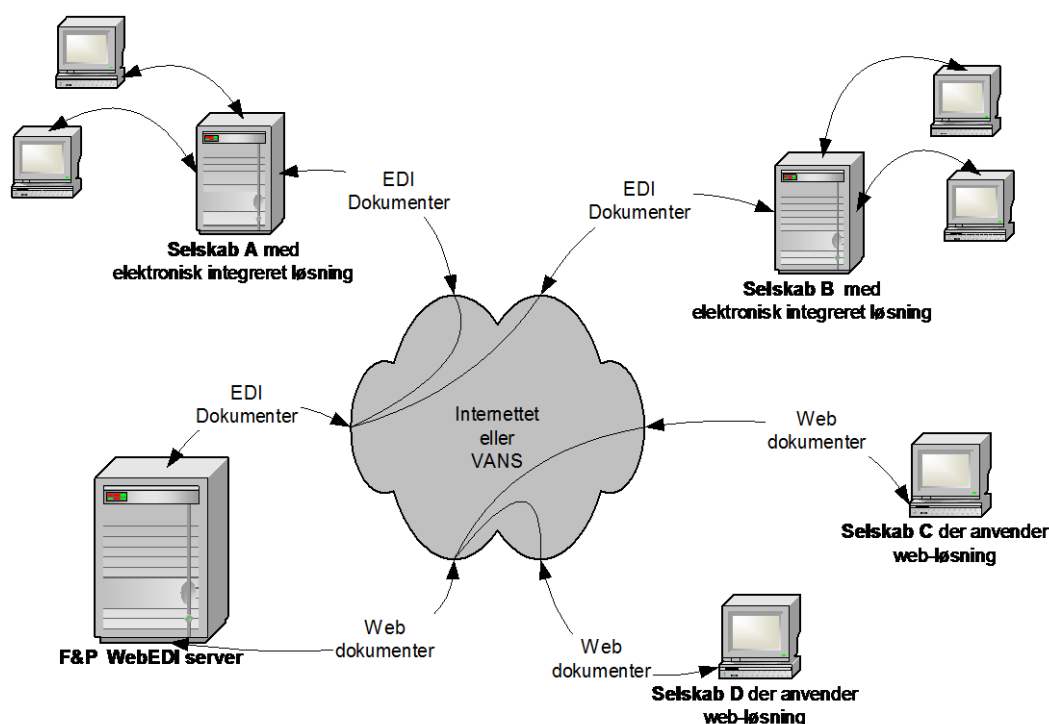 EDI
Dokumenter
EDI
Dokumenter
Selskab A med
elektronisk integreret løsning
Selskab B med
elektronisk integreret løsning
EDI
Dokumenter
Internettet
eller
VANS
Web
dokumenter
Selskab C der anvender
web-løsning
F&P WebEDI server
Web
dokumenter
Web
dokumenter
Selskab D der anvender
web-løsning